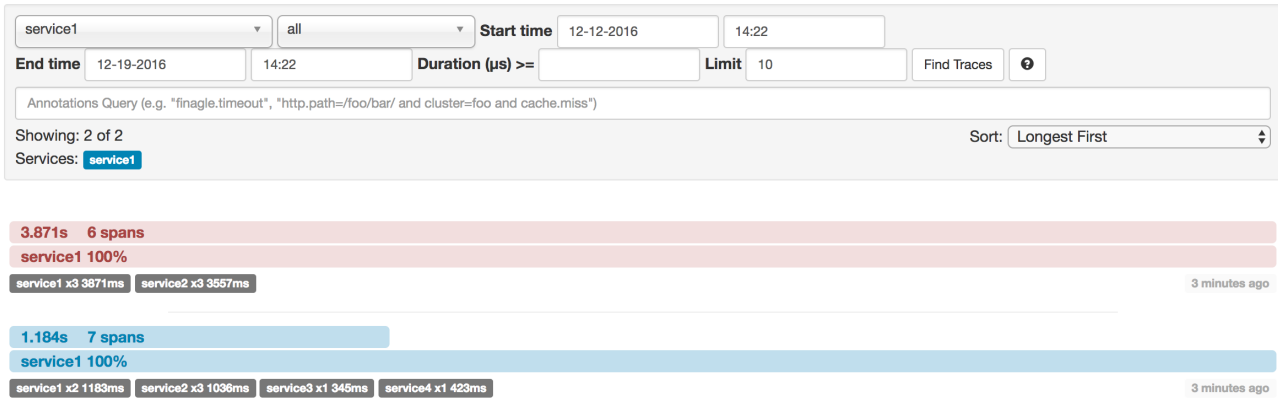 service1 all Start time 12-12-2016 14:22
End time 12-19-2016 14:22 Duration (μs) >= Limit 10 Find Traces ?
Annotations Query (e.g. "finagle.timeout", "http.path=/foo/bar/ and cluster=foo and cache.miss")
Showing: 2 of 2 Sort: Longest First
Services: service1
3.871s 6 spans
service1 100%
service1 x3 3871ms service2 x3 3557ms 3 minutes ago
1.184s 7 spans
service1 100%
service1 x2 1183ms service2 x3 1036ms service3 x1 345ms service4 x1 423ms 3 minutes ago